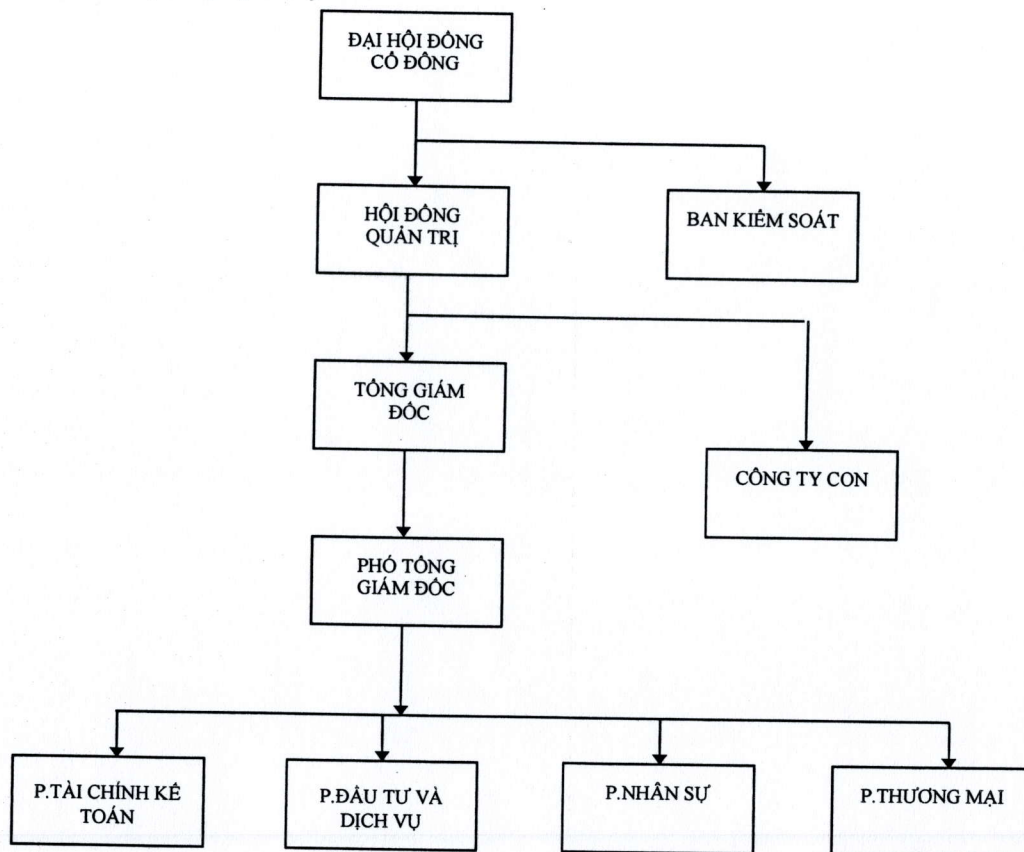 ĐẠI HỘI ĐỒNG
CỔ ĐÔNG
HỘI ĐỒNG
QUẢN TRỊ
BAN KIỂM SOÁT
TỔNG GIÁM
ĐỐC
CÔNG TY CON
PHÓ TỔNG
GIÁM ĐỐC
P.TÀI CHÍNH KẾ
TOÁN
P.ĐẦU TƯ VÀ
DỊCH VỤ
P.NHÂN SỰ
P.THƯƠNG MẠI